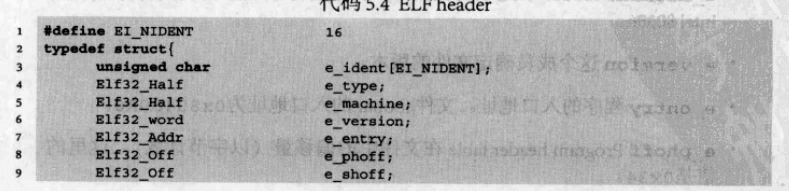 代码 5.4 ELF header
1 #define EI_NIDENT 16
2 typedef struct{
3 unsigned char e_ident[EI_NIDENT];
4 Elf32_Half e_type;
5 Elf32_Half e_machine;
6 Elf32_word e_version;
7 Elf32_Addr e_entry;
8 Elf32_Off e_phoff;
9 Elf32_Off e_shoff;